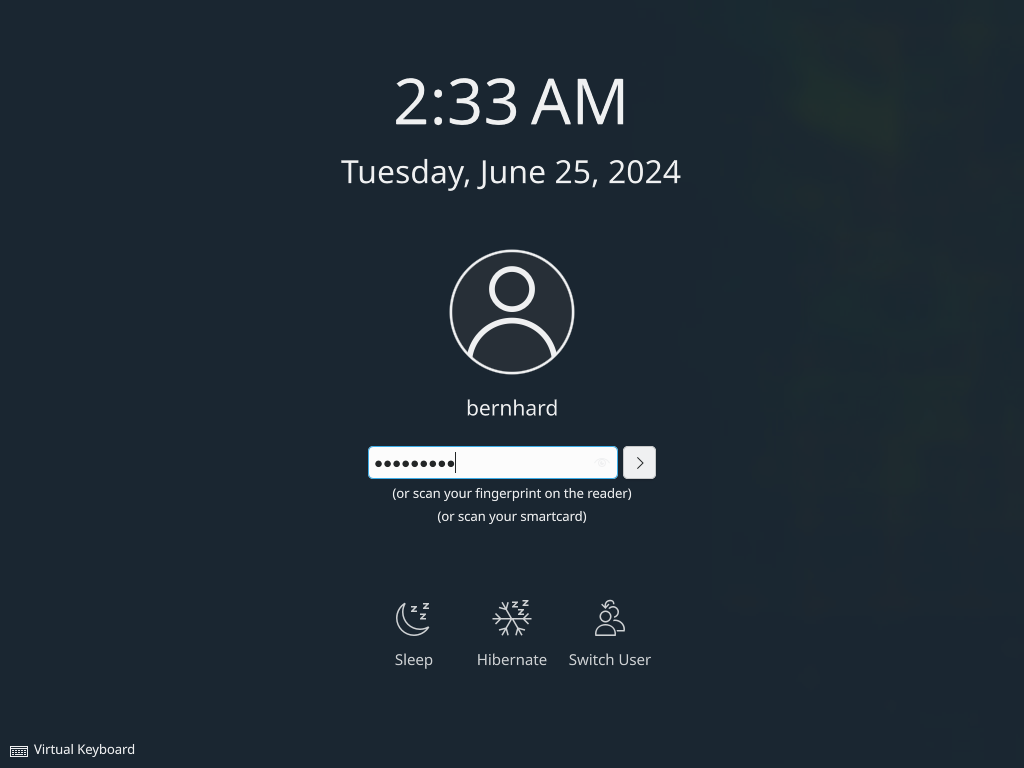 2:33 AM
Tuesday, June 25, 2024
bernhard
●●●●●●●●●
(or scan your fingerprint on the reader)
(or scan your smartcard)
Sleep
Hibernate
Switch User
Virtual Keyboard